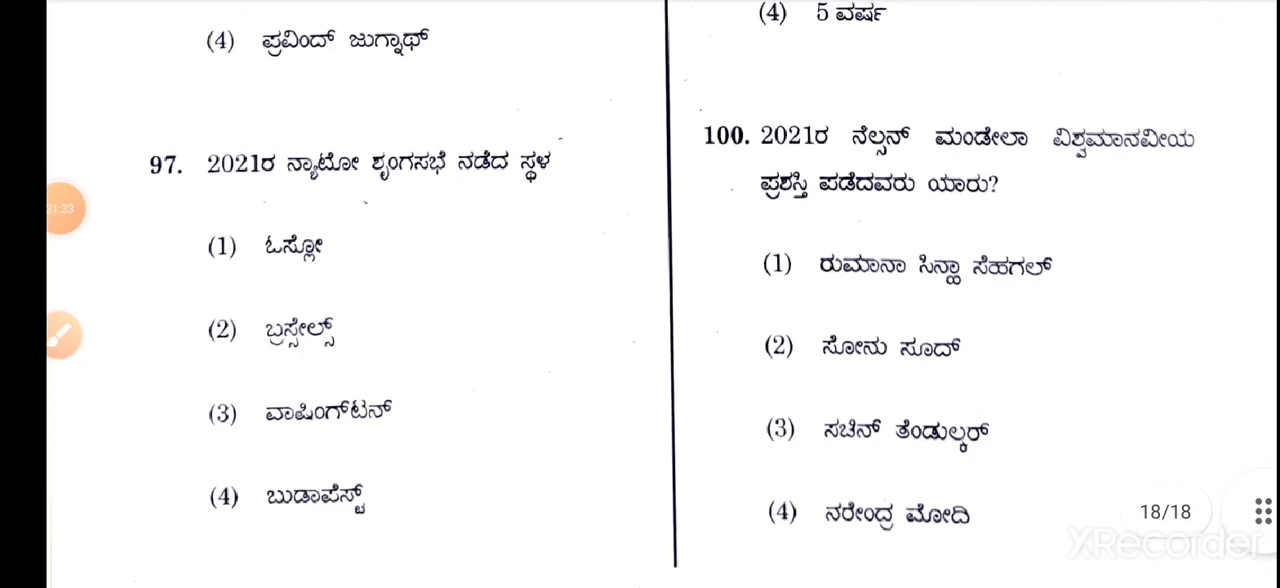 (4) ಪ್ರವಿಂದ್ ಜುಗ್ನಾಥ್
97. 2021ರ ನ್ಯಾಟೋ ಶೃಂಗಸಭೆ ನಡೆದ ಸ್ಥಳ
(1) ಓಸ್ಲೋ
(2) ಬ್ರಸ್ಸೇಲ್ಸ್
(3) ವಾಷಿಂಗ್‌ಟನ್
(4) ಬುಡಾಪೆಸ್ಟ್
(4) 5 ವರ್ಷ
100. 2021ರ ನೆಲ್ಸನ್ ಮಂಡೇಲಾ ವಿಶ್ವಮಾನವೀಯ
ಪ್ರಶಸ್ತಿ ಪಡೆದವರು ಯಾರು?
(1) ರುಮಾನಾ ಸಿನ್ಹಾ ಸೆಹಗಲ್
(2) ಸೋನು ಸೂದ್
(3) ಸಚಿನ್ ತೆಂಡುಲ್ಕರ್
(4) ನರೇಂದ್ರ ಮೋದಿ
18/18
XRecorder